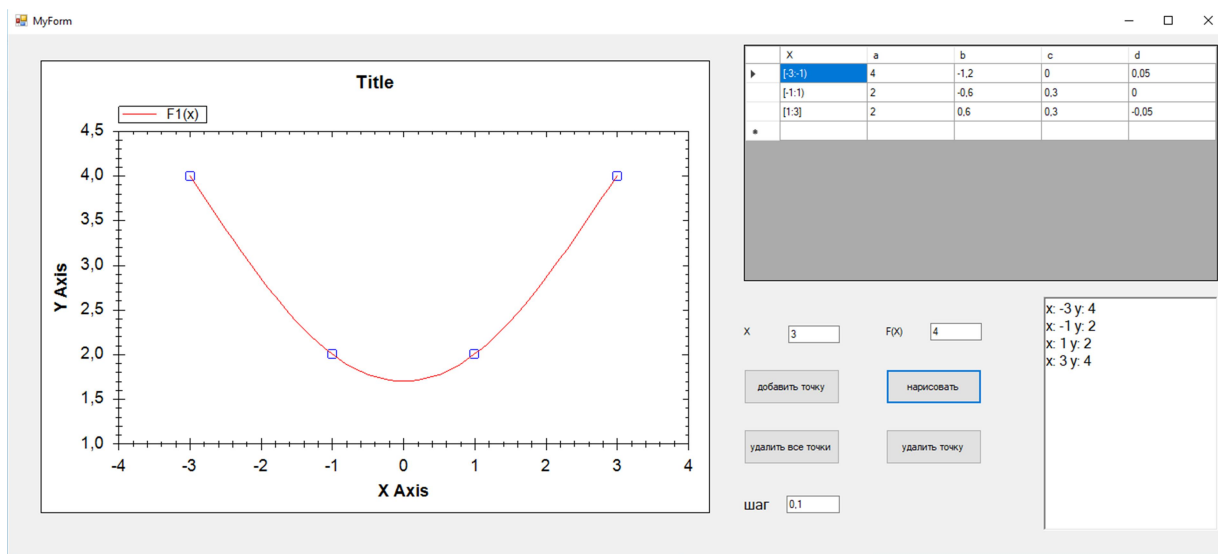 MyForm
Title
F1(x)
4,5
4,0
3,5
3,0
2,5
2,0
1,5
1,0
Y Axis
-4 -3 -2 -1 0 1 2 3 4
X Axis
X a b c d
[-3:-1) 4 -1,2 0 0,05
[-1:1) 2 -0,6 0,3 0
[1:3] 2 0,6 0,3 -0,05
X 3 F(X) 4
добавить точку нарисовать
удалить все точки удалить точку
шаг 0,1
x: -3 y: 4
x: -1 y: 2
x: 1 y: 2
x: 3 y: 4